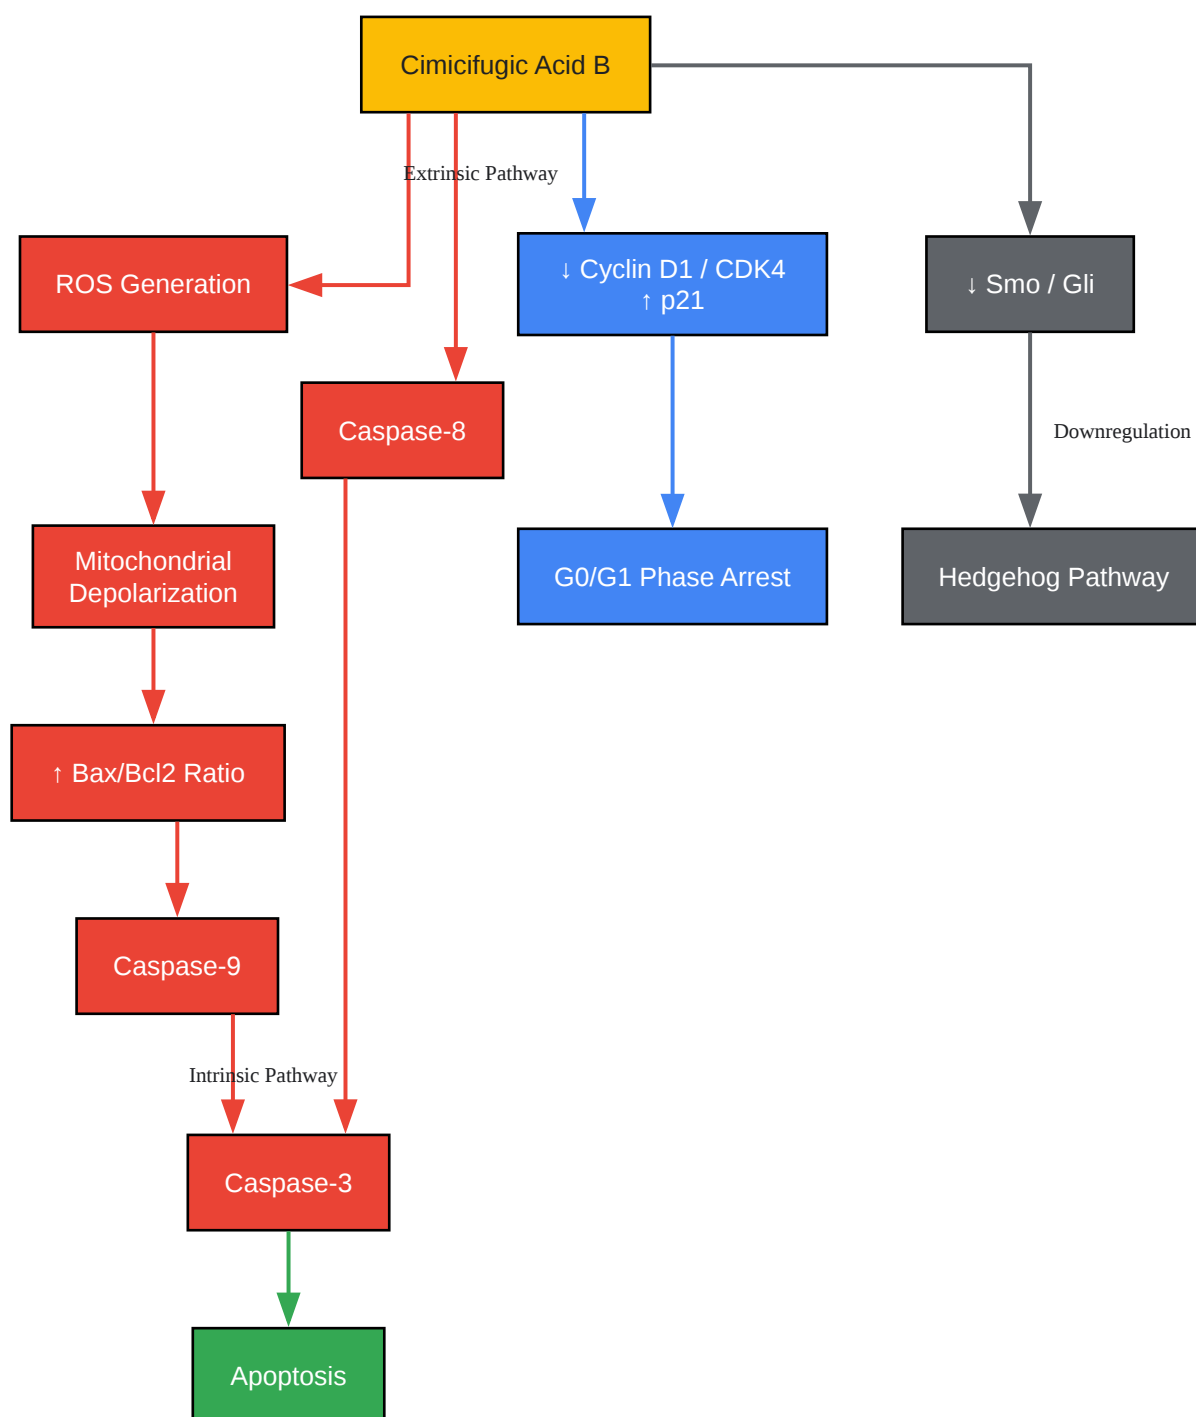 Cimicifugic Acid B
Extrinsic Pathway
ROS Generation
↓ Cyclin D1 / CDK4
↑ p21
↓ Smo / Gli
Caspase-8
Downregulation
Mitochondrial
Depolarization
G0/G1 Phase Arrest
Hedgehog Pathway
↑ Bax/Bcl2 Ratio
Caspase-9
Intrinsic Pathway
Caspase-3
Apoptosis